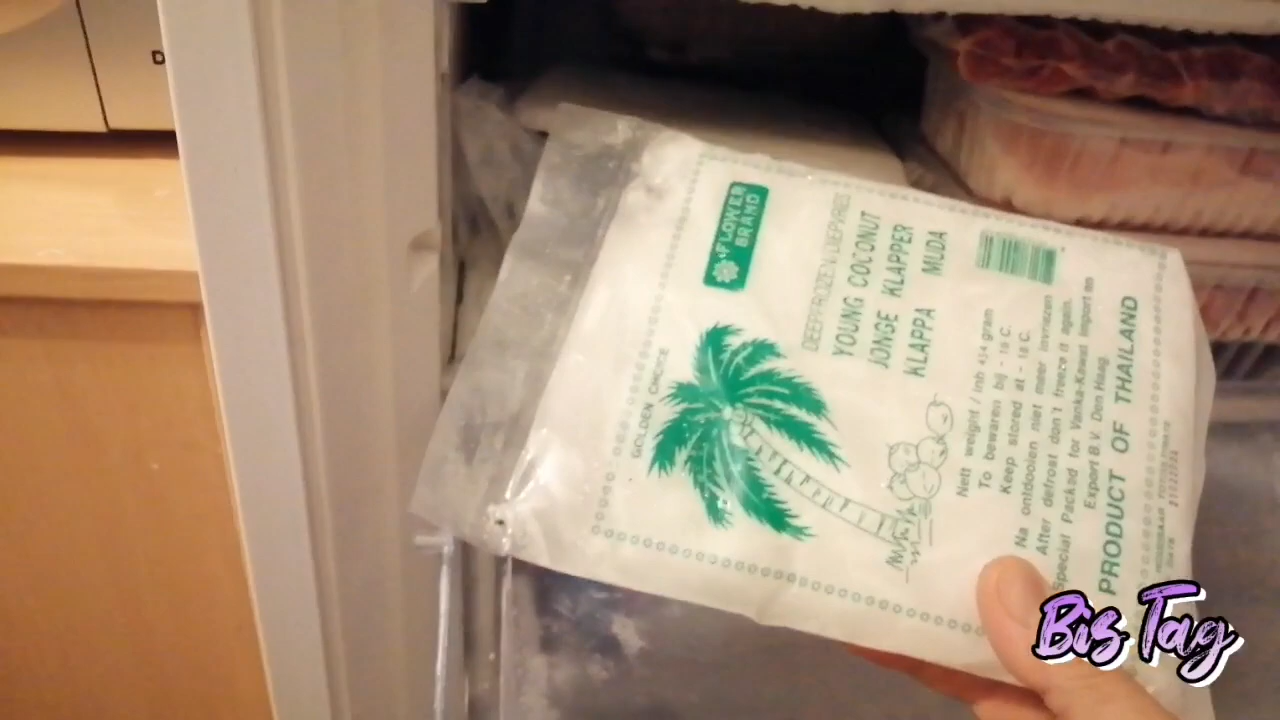 D
FLOWER
BRAND
GOLDEN CHOICE
DEEPFROZEN / DIEPVRIES
YOUNG COCONUT
JONGE KLAPPER
KLAPPA MUDA
Nett weight / inh 454 gram
To bewaren bij - 18 C.
Keep stored at - 18 C.
Na ontdooien niet meer invriezen
After defrost don't freeze it again.
Special Packed for Vanka-Kawat Import en
Export B.V. Den Haag.
PRODUCT OF THAILAND
Bis Tag